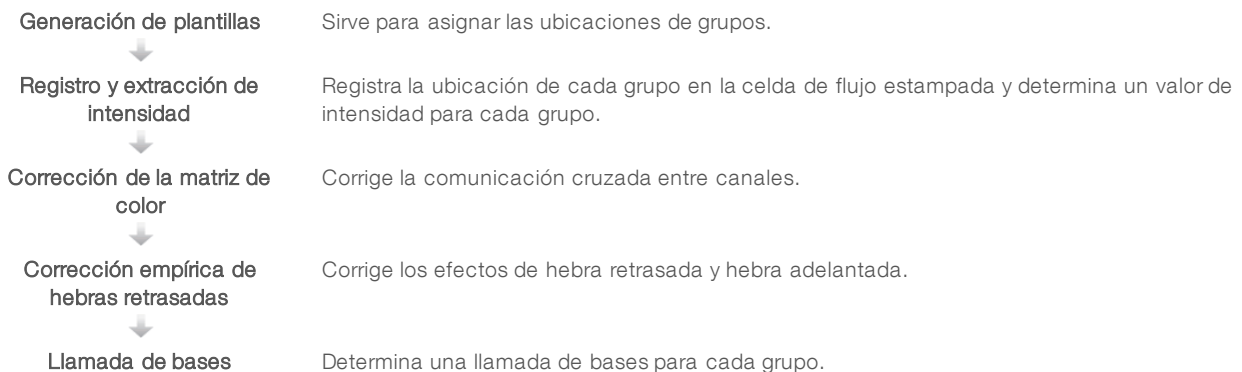 Generación de plantillas
Sirve para asignar las ubicaciones de grupos.
Registro y extracción de
intensidad
Registra la ubicación de cada grupo en la celda de flujo estampada y determina un valor de
intensidad para cada grupo.
Corrección de la matriz de
color
Corrige la comunicación cruzada entre canales.
Corrección empírica de
hebras retrasadas
Corrige los efectos de hebra retrasada y hebra adelantada.
Llamada de bases
Determina una llamada de bases para cada grupo.